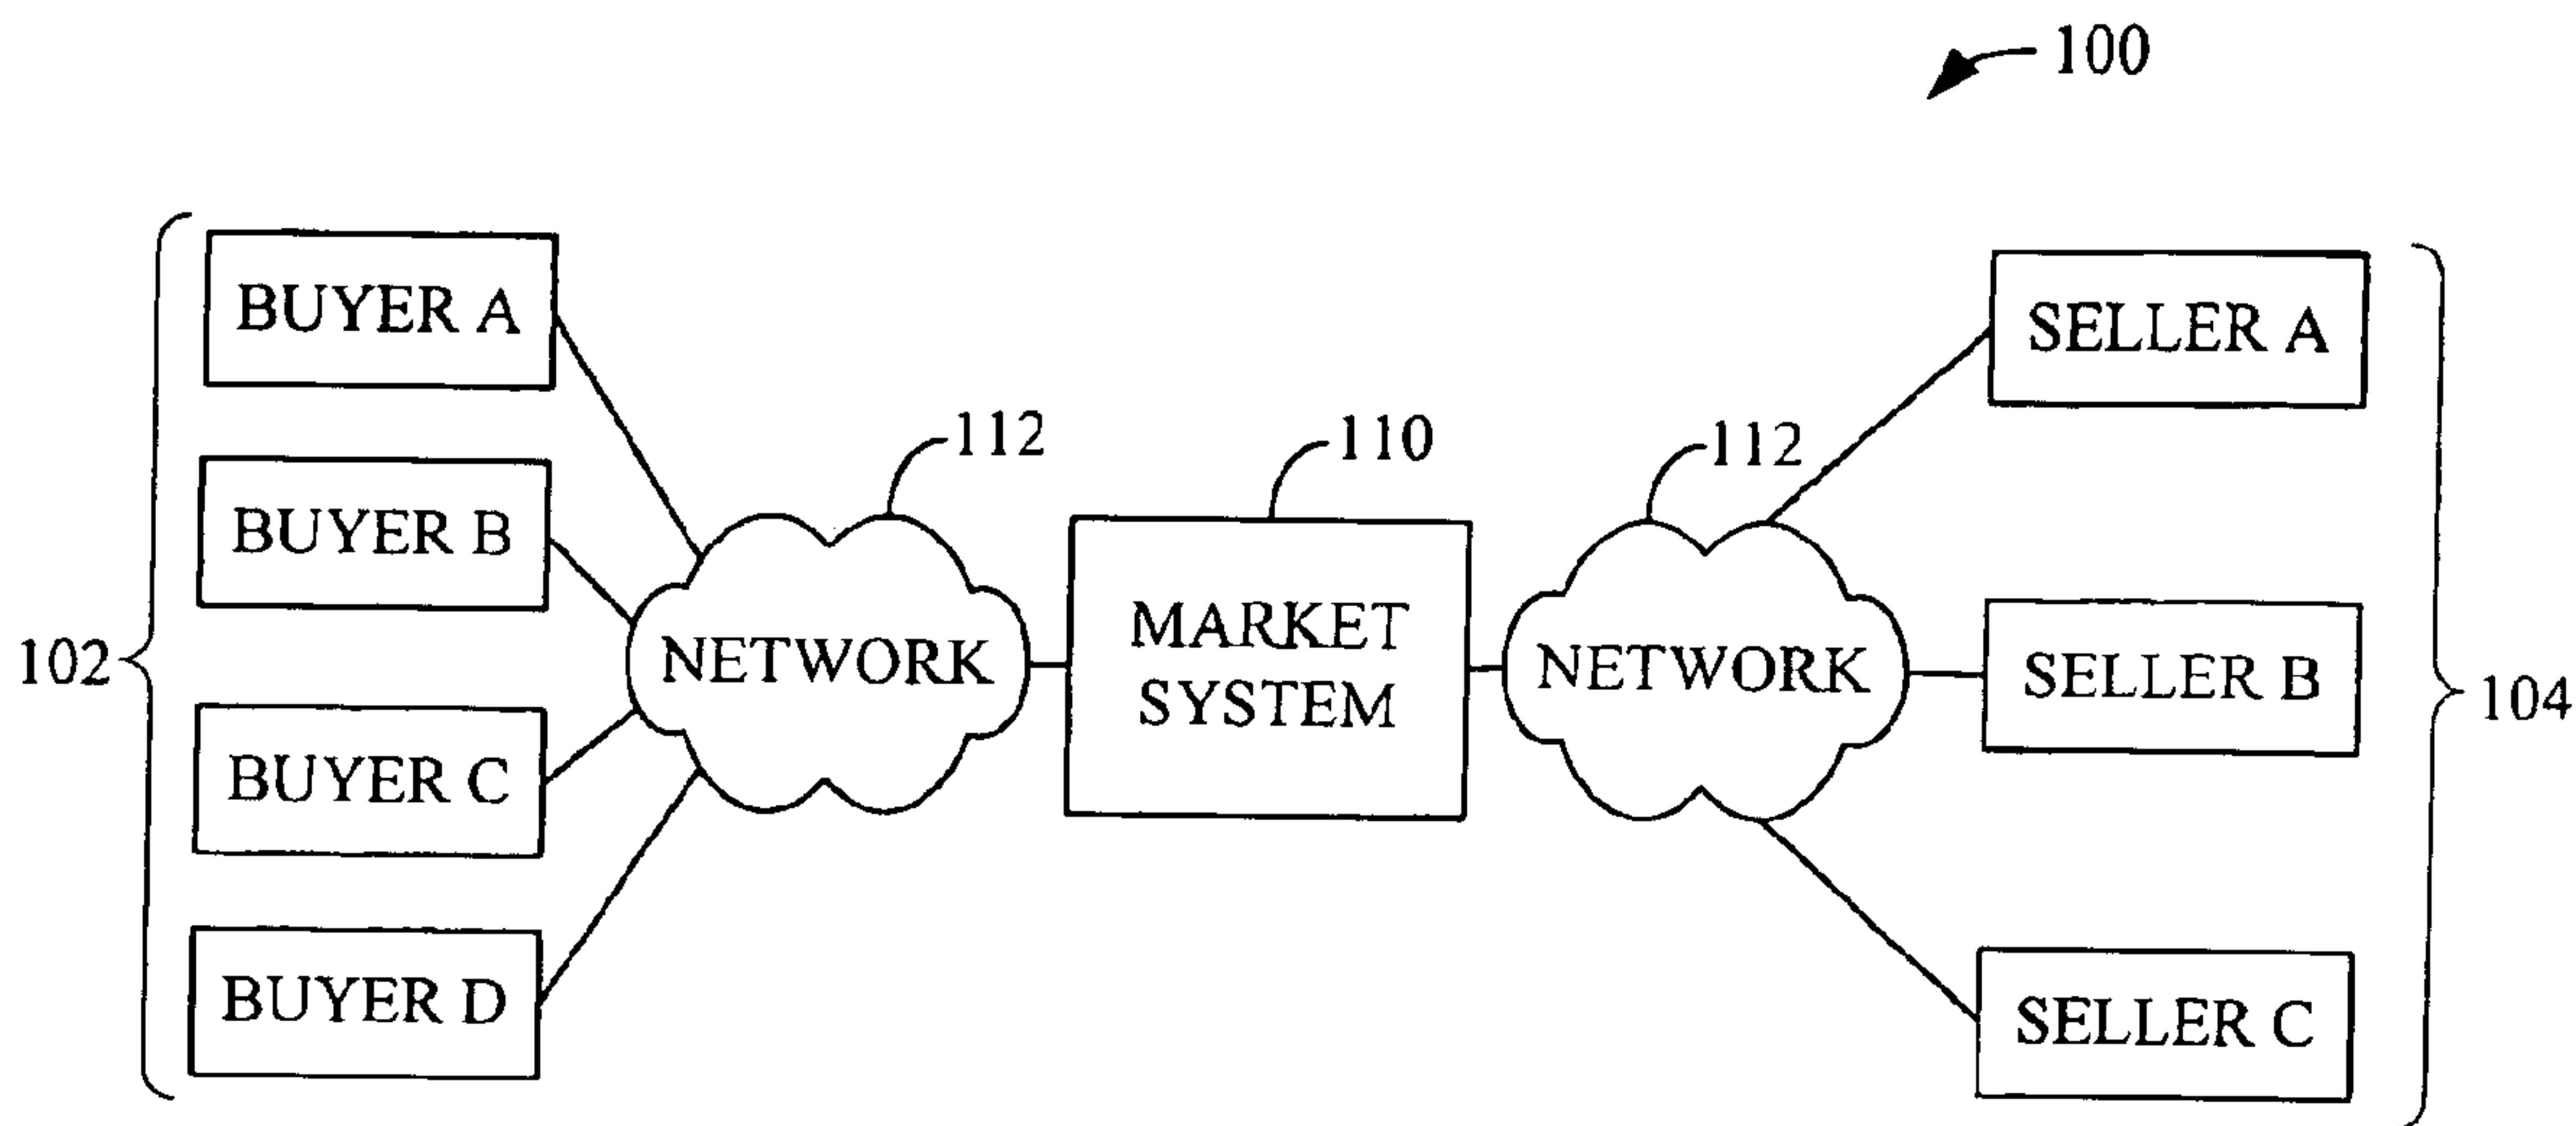 100
BUYER A
SELLER A
112
110
112
BUYER B
MARKET
SYSTEM
NETWORK
NETWORK
SELLER B
102
104
BUYER C
BUYER D
SELLER C